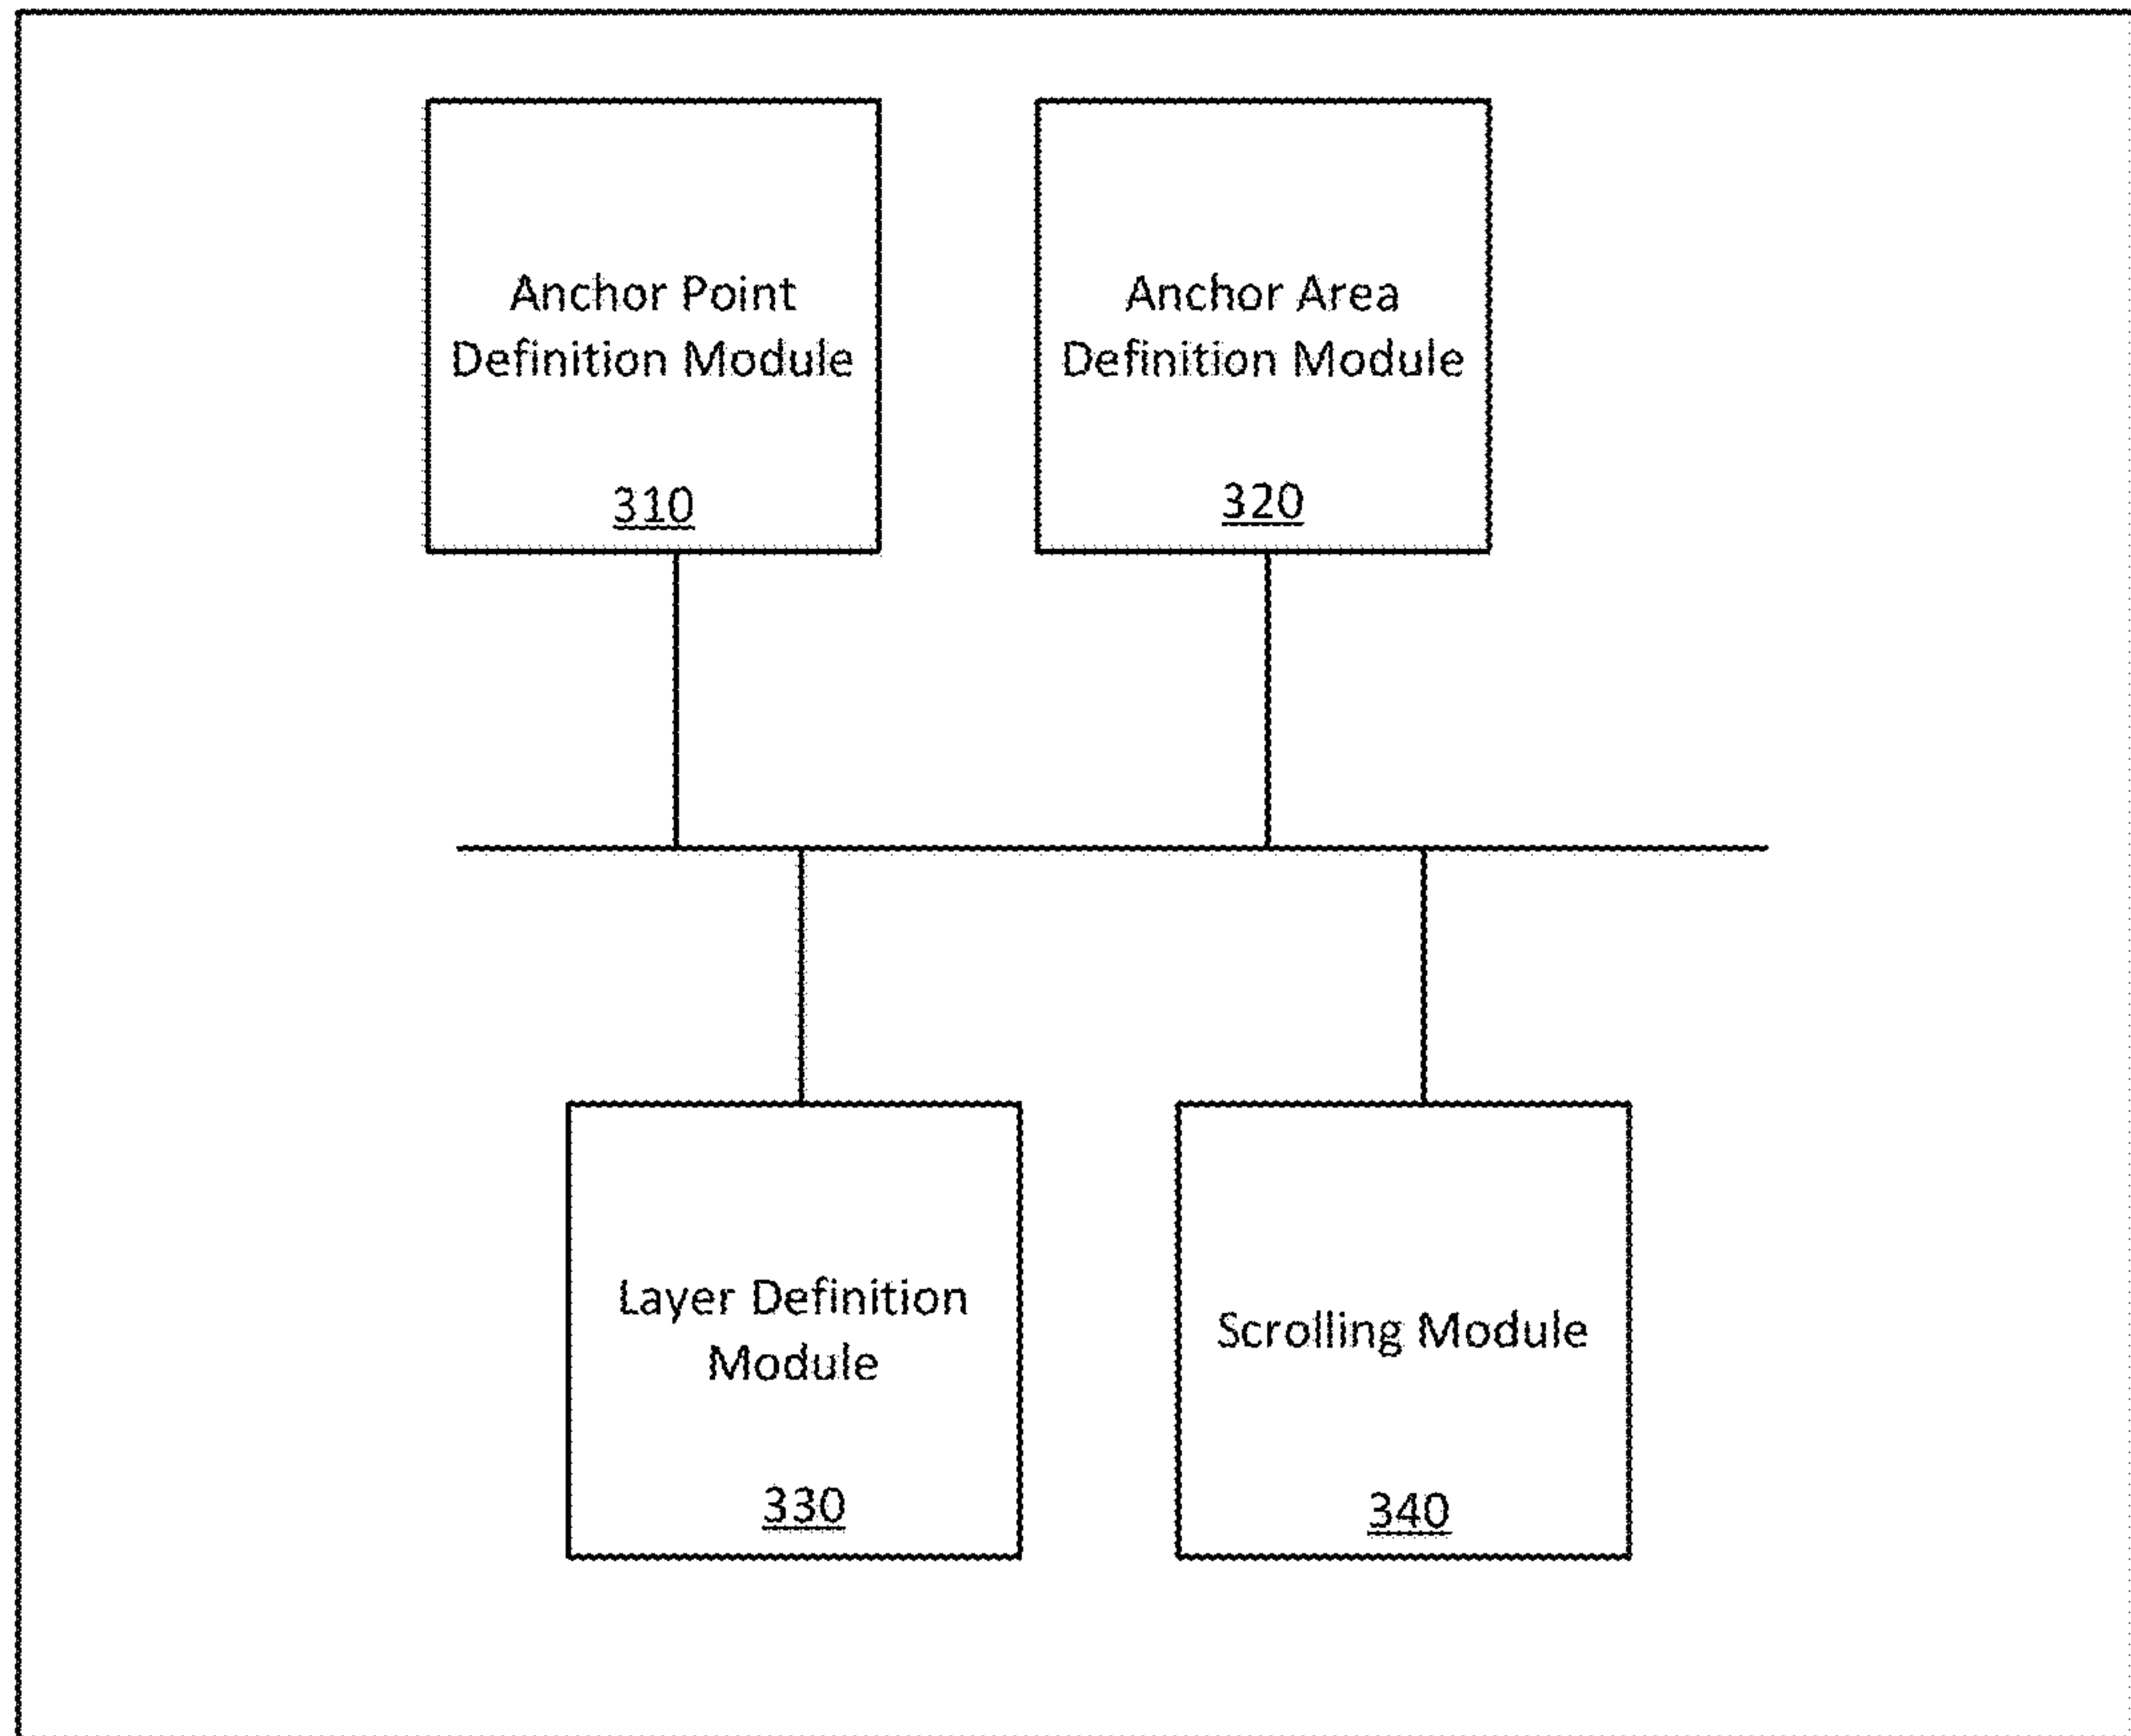 Anchor Point
Definition Module
310
Anchor Area
Definition Module
320
Layer Definition
Module
330
Scrolling Module
340